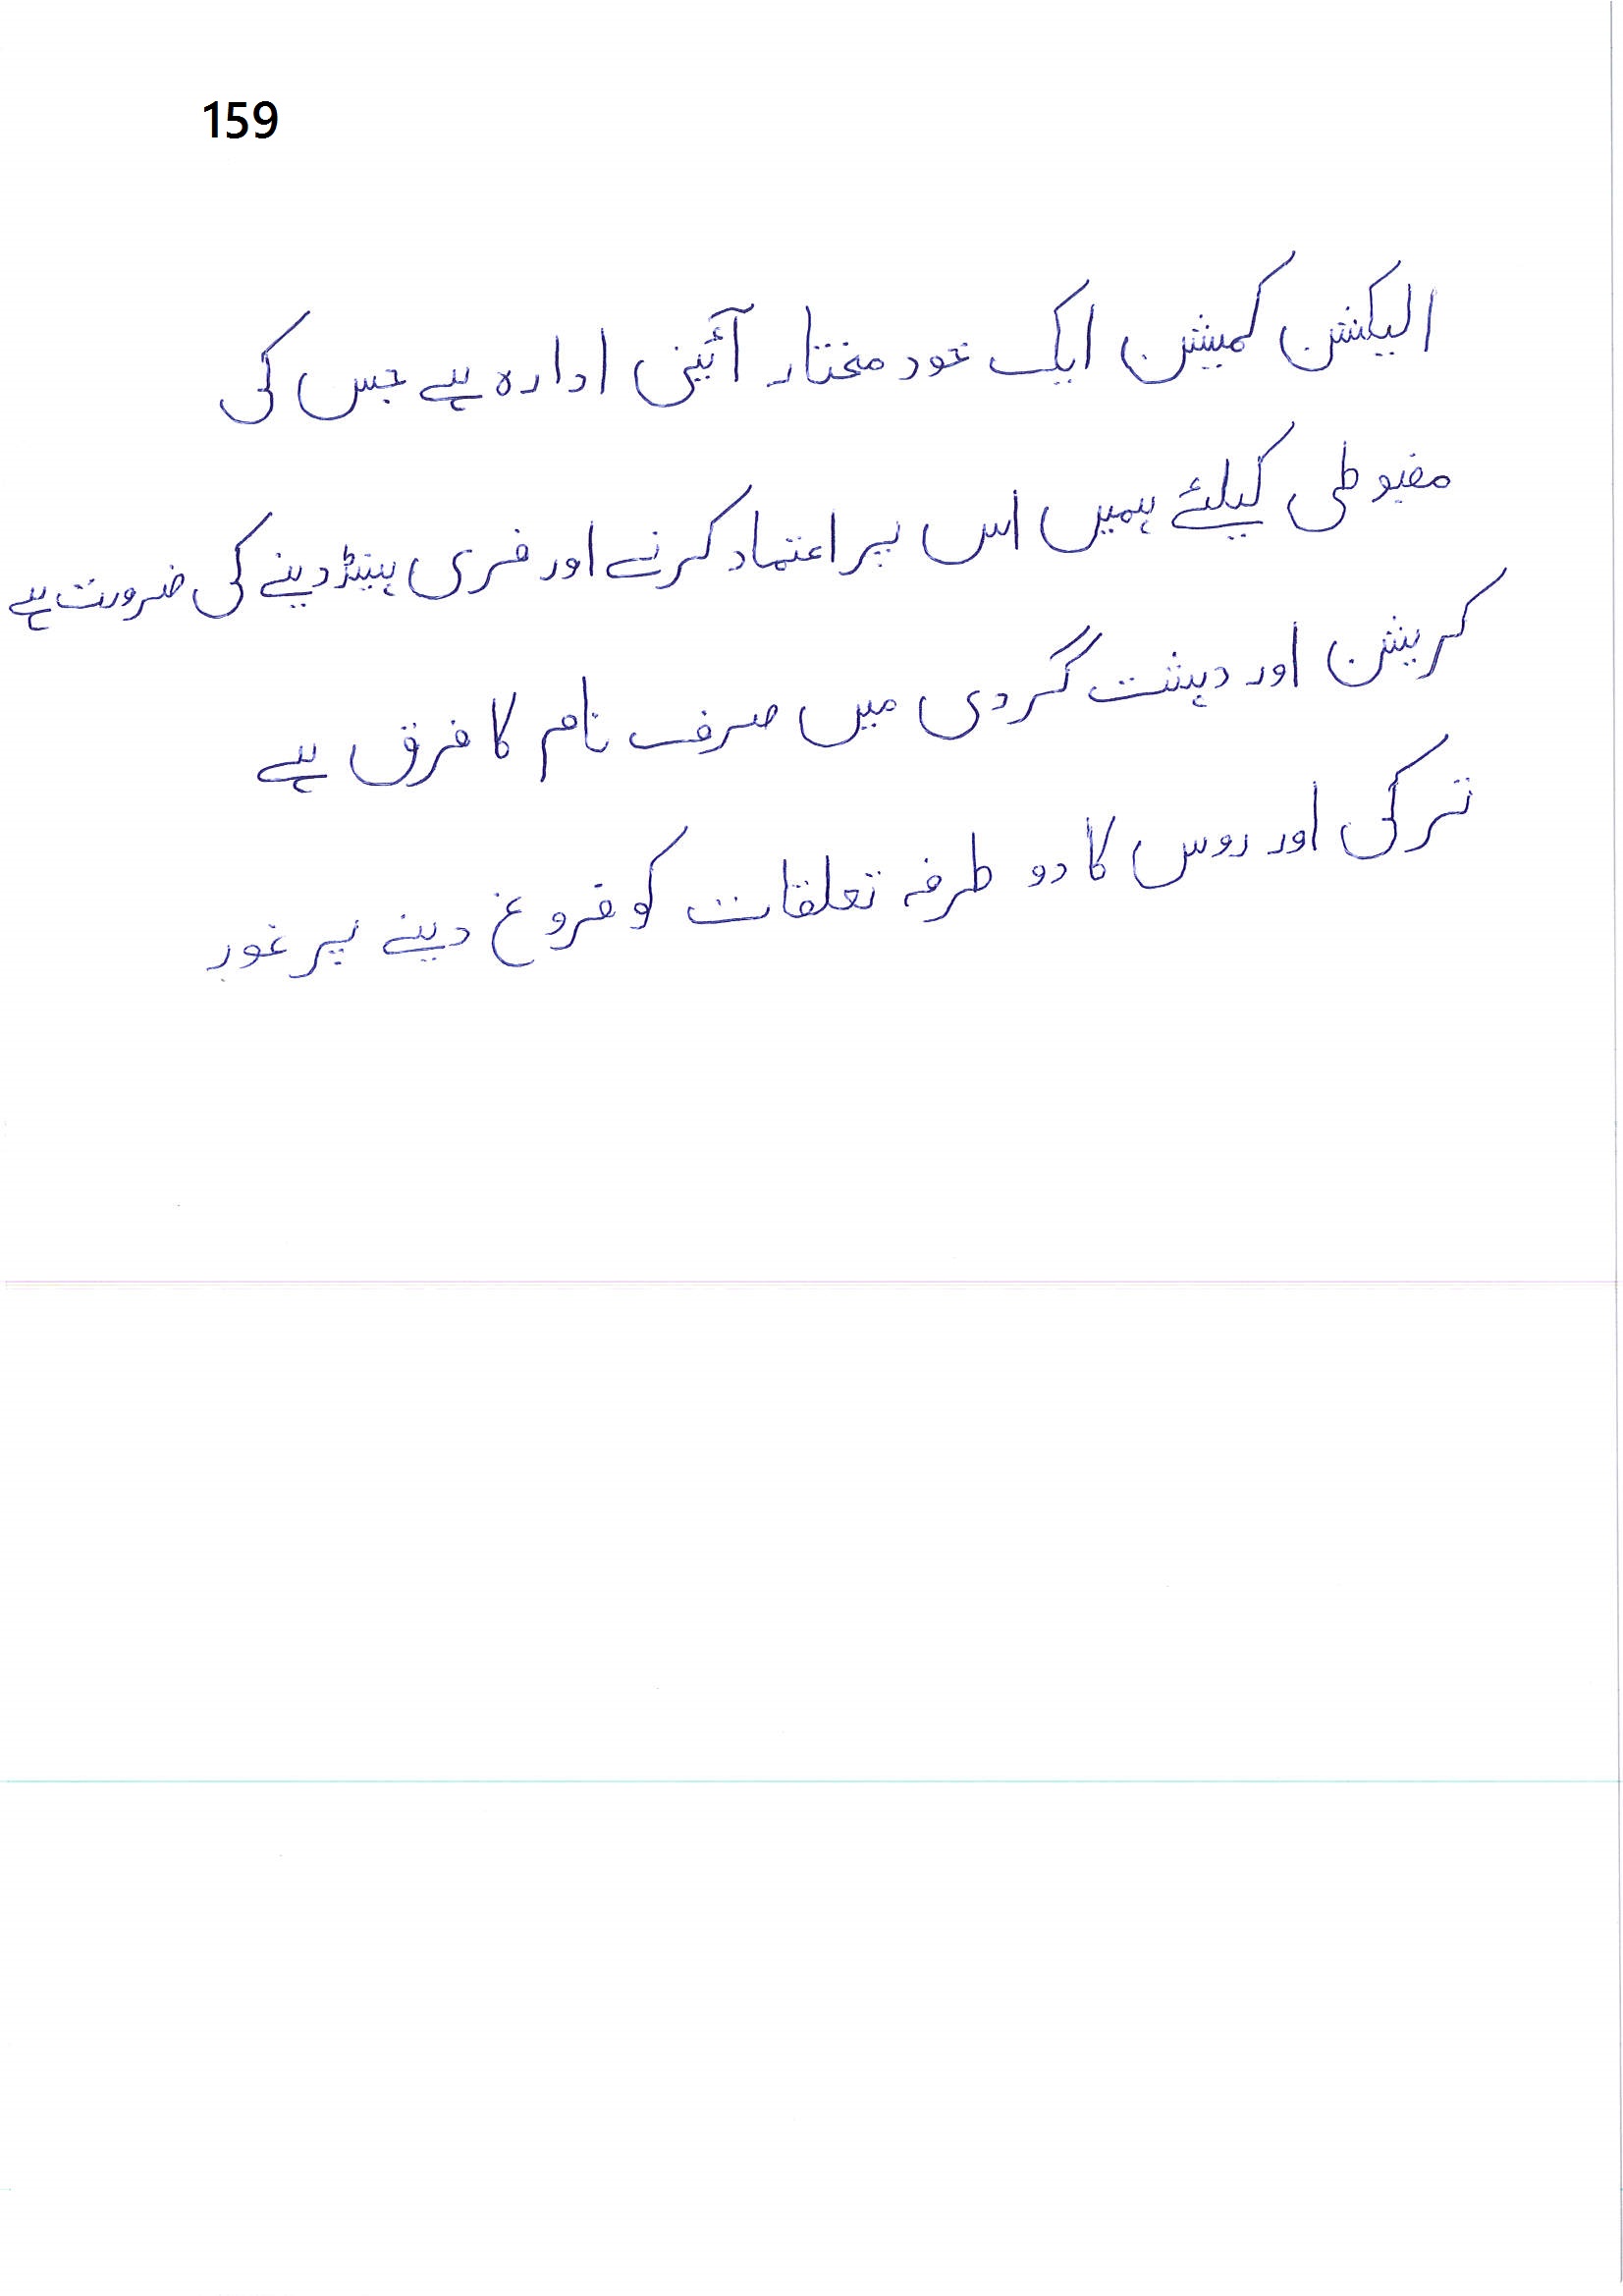 159
الیکشن کمیشن ایک خود مختار آئینی ادارہ ہے جس کی
مضبوطی کیلئے ہمیں اس پر اعتماد کرنے اور فری ہینڈ دینے کی ضرورت ہے
کرپشن اور دہشت گردی میں صرف نام کا فرق ہے
ترکی اور روس کا دو طرفہ تعلقات کو فروغ دینے پر غور